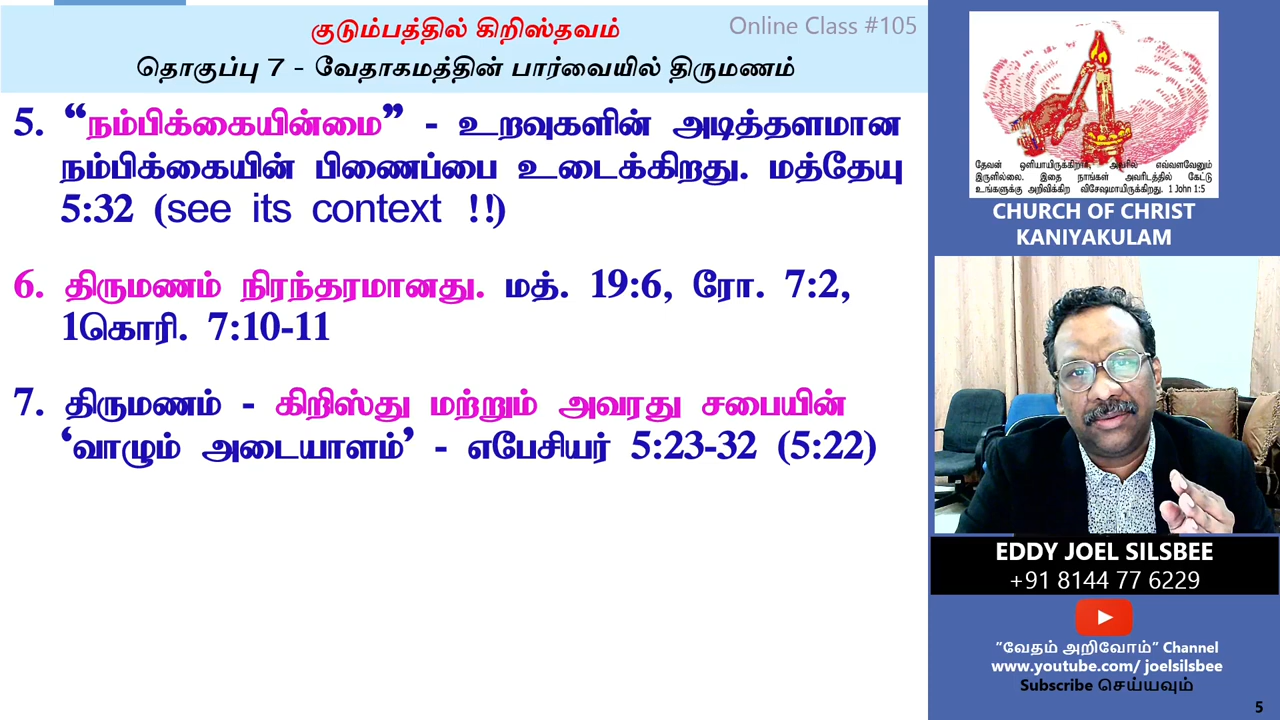 குடும்பத்தில் கிறிஸ்தவம்
Online Class #105
தொகுப்பு 7 - வேதாகமத்தின் பார்வையில் திருமணம்
5. “நம்பிக்கையின்மை” - உறவுகளின் அடித்தளமான
நம்பிக்கையின் பிணைப்பை உடைக்கிறது. மத்தேயு
5:32 (see its context !!)
6. திருமணம் நிரந்தரமானது. மத். 19:6, ரோ. 7:2,
1கொரி. 7:10-11
7. திருமணம் - கிறிஸ்து மற்றும் அவரது சபையின்
‘வாழும் அடையாளம்’ - எபேசியர் 5:23-32 (5:22)
தேவன் ஒளியாயிருக்கிறார், அவரில் எவ்வளவேனும்
இருளில்லை. இதை நாங்கள் அவரிடத்தில் கேட்டு
உங்களுக்கு அறிவிக்கிற விசேஷமாயிருக்கிறது. 1 John 1:5
CHURCH OF CHRIST
KANIYAKULAM
EDDY JOEL SILSBEE
+91 8144 77 6229
”வேதம் அறிவோம்” Channel
www.youtube.com/ joelsilsbee
Subscribe செய்யவும்
5